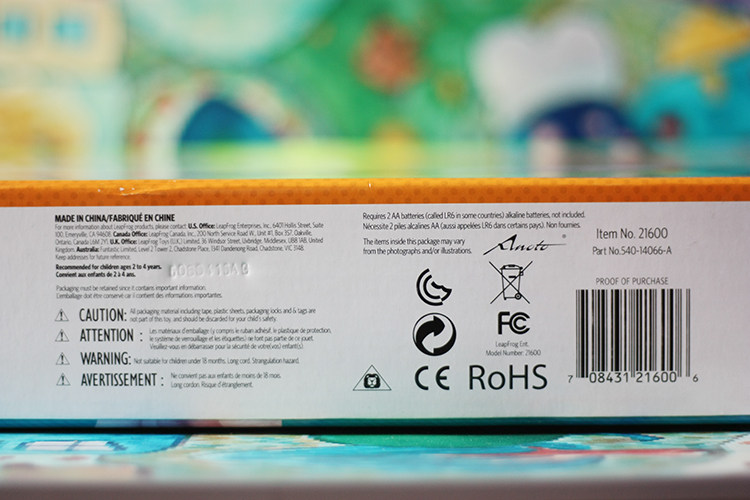 MADE IN CHINA/FABRIQUÉ EN CHINE
For more information about LeapFrog products, please contact: U.S. Office: LeapFrog Enterprises, Inc., 6401 Hollis Street, Suite
100, Emeryville, CA 94608. Canada Office: LeapFrog Canada, Inc., 200 North Service Road W., Unit #1, Box 357, Oakville,
Ontario, Canada L6M 2Y1. U.K. Office: LeapFrog Toys (U.K.) Limited, 36 Windsor Street, Uxbridge, Middlesex, UB8 1AB, United
Kingdom. Australia: Funtastic Limited, Level 2 Tower 2, Chadstone Place, 1341 Dandenong Road, Chadstone, VIC 3148.
Keep addresses for future reference.
Recommended for children ages 2 to 4 years.
Convient aux enfants de 2 à 4 ans.
Packaging must be retained since it contains important information.
L'emballage doit être conservé car il contient des informations importantes.
CAUTION: All packaging material including tape, plastic sheets, packaging locks and & tags are
not part of this toy, and should be discarded for your child's safety.
ATTENTION : Les matériaux d'emballage (y compris le ruban adhésif, le plastique de protection,
le système de verrouillage et les étiquettes) ne font pas partie de ce jouet.
Veuillez-vous en débarrasser pour la sécurité de votre(vos) enfant(s).
WARNING: Not suitable for children under 18 months. Long cord. Strangulation hazard.
AVERTISSEMENT : Ne convient pas aux enfants de moins de 18 mois.
Long cordon. Risque d'étranglement.
Requires 2 AA batteries (called LR6 in some countries) alkaline batteries, not included.
Nécessite 2 piles alcalines AA (aussi appelées LR6 dans certains pays). Non fournies.
The items inside this package may vary
from the photographs and/or illustrations.
Anoto
Item No. 21600
Part No.540-14066-A
PROOF OF PURCHASE
FC
LeapFrog Ent.
Model Number: 21600
CE RoHS
7 08431 21600 6